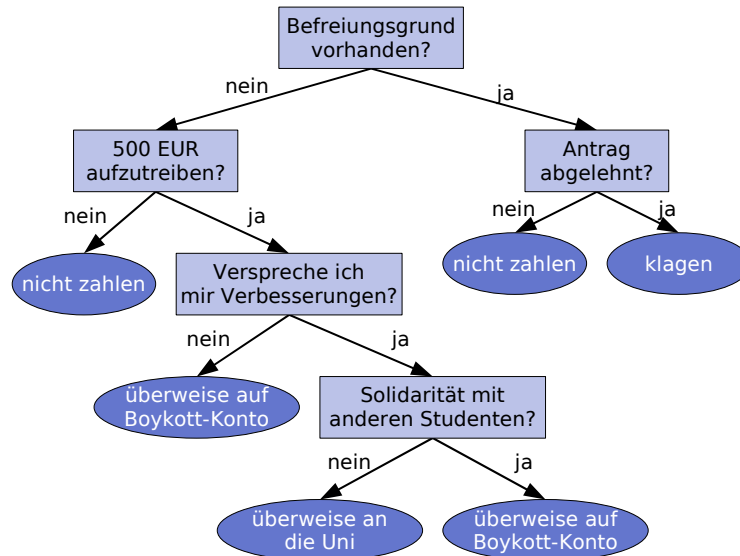 Befreiungsgrund
vorhanden?
nein
ja
500 EUR
aufzutreiben?
Antrag
abgelehnt?
nein
ja
nein
ja
nicht zahlen
Verspreche ich
mir Verbesserungen?
nicht zahlen
klagen
nein
ja
überweise auf
Boykott-Konto
Solidarität mit
anderen Studenten?
nein
ja
überweise an
die Uni
überweise auf
Boykott-Konto